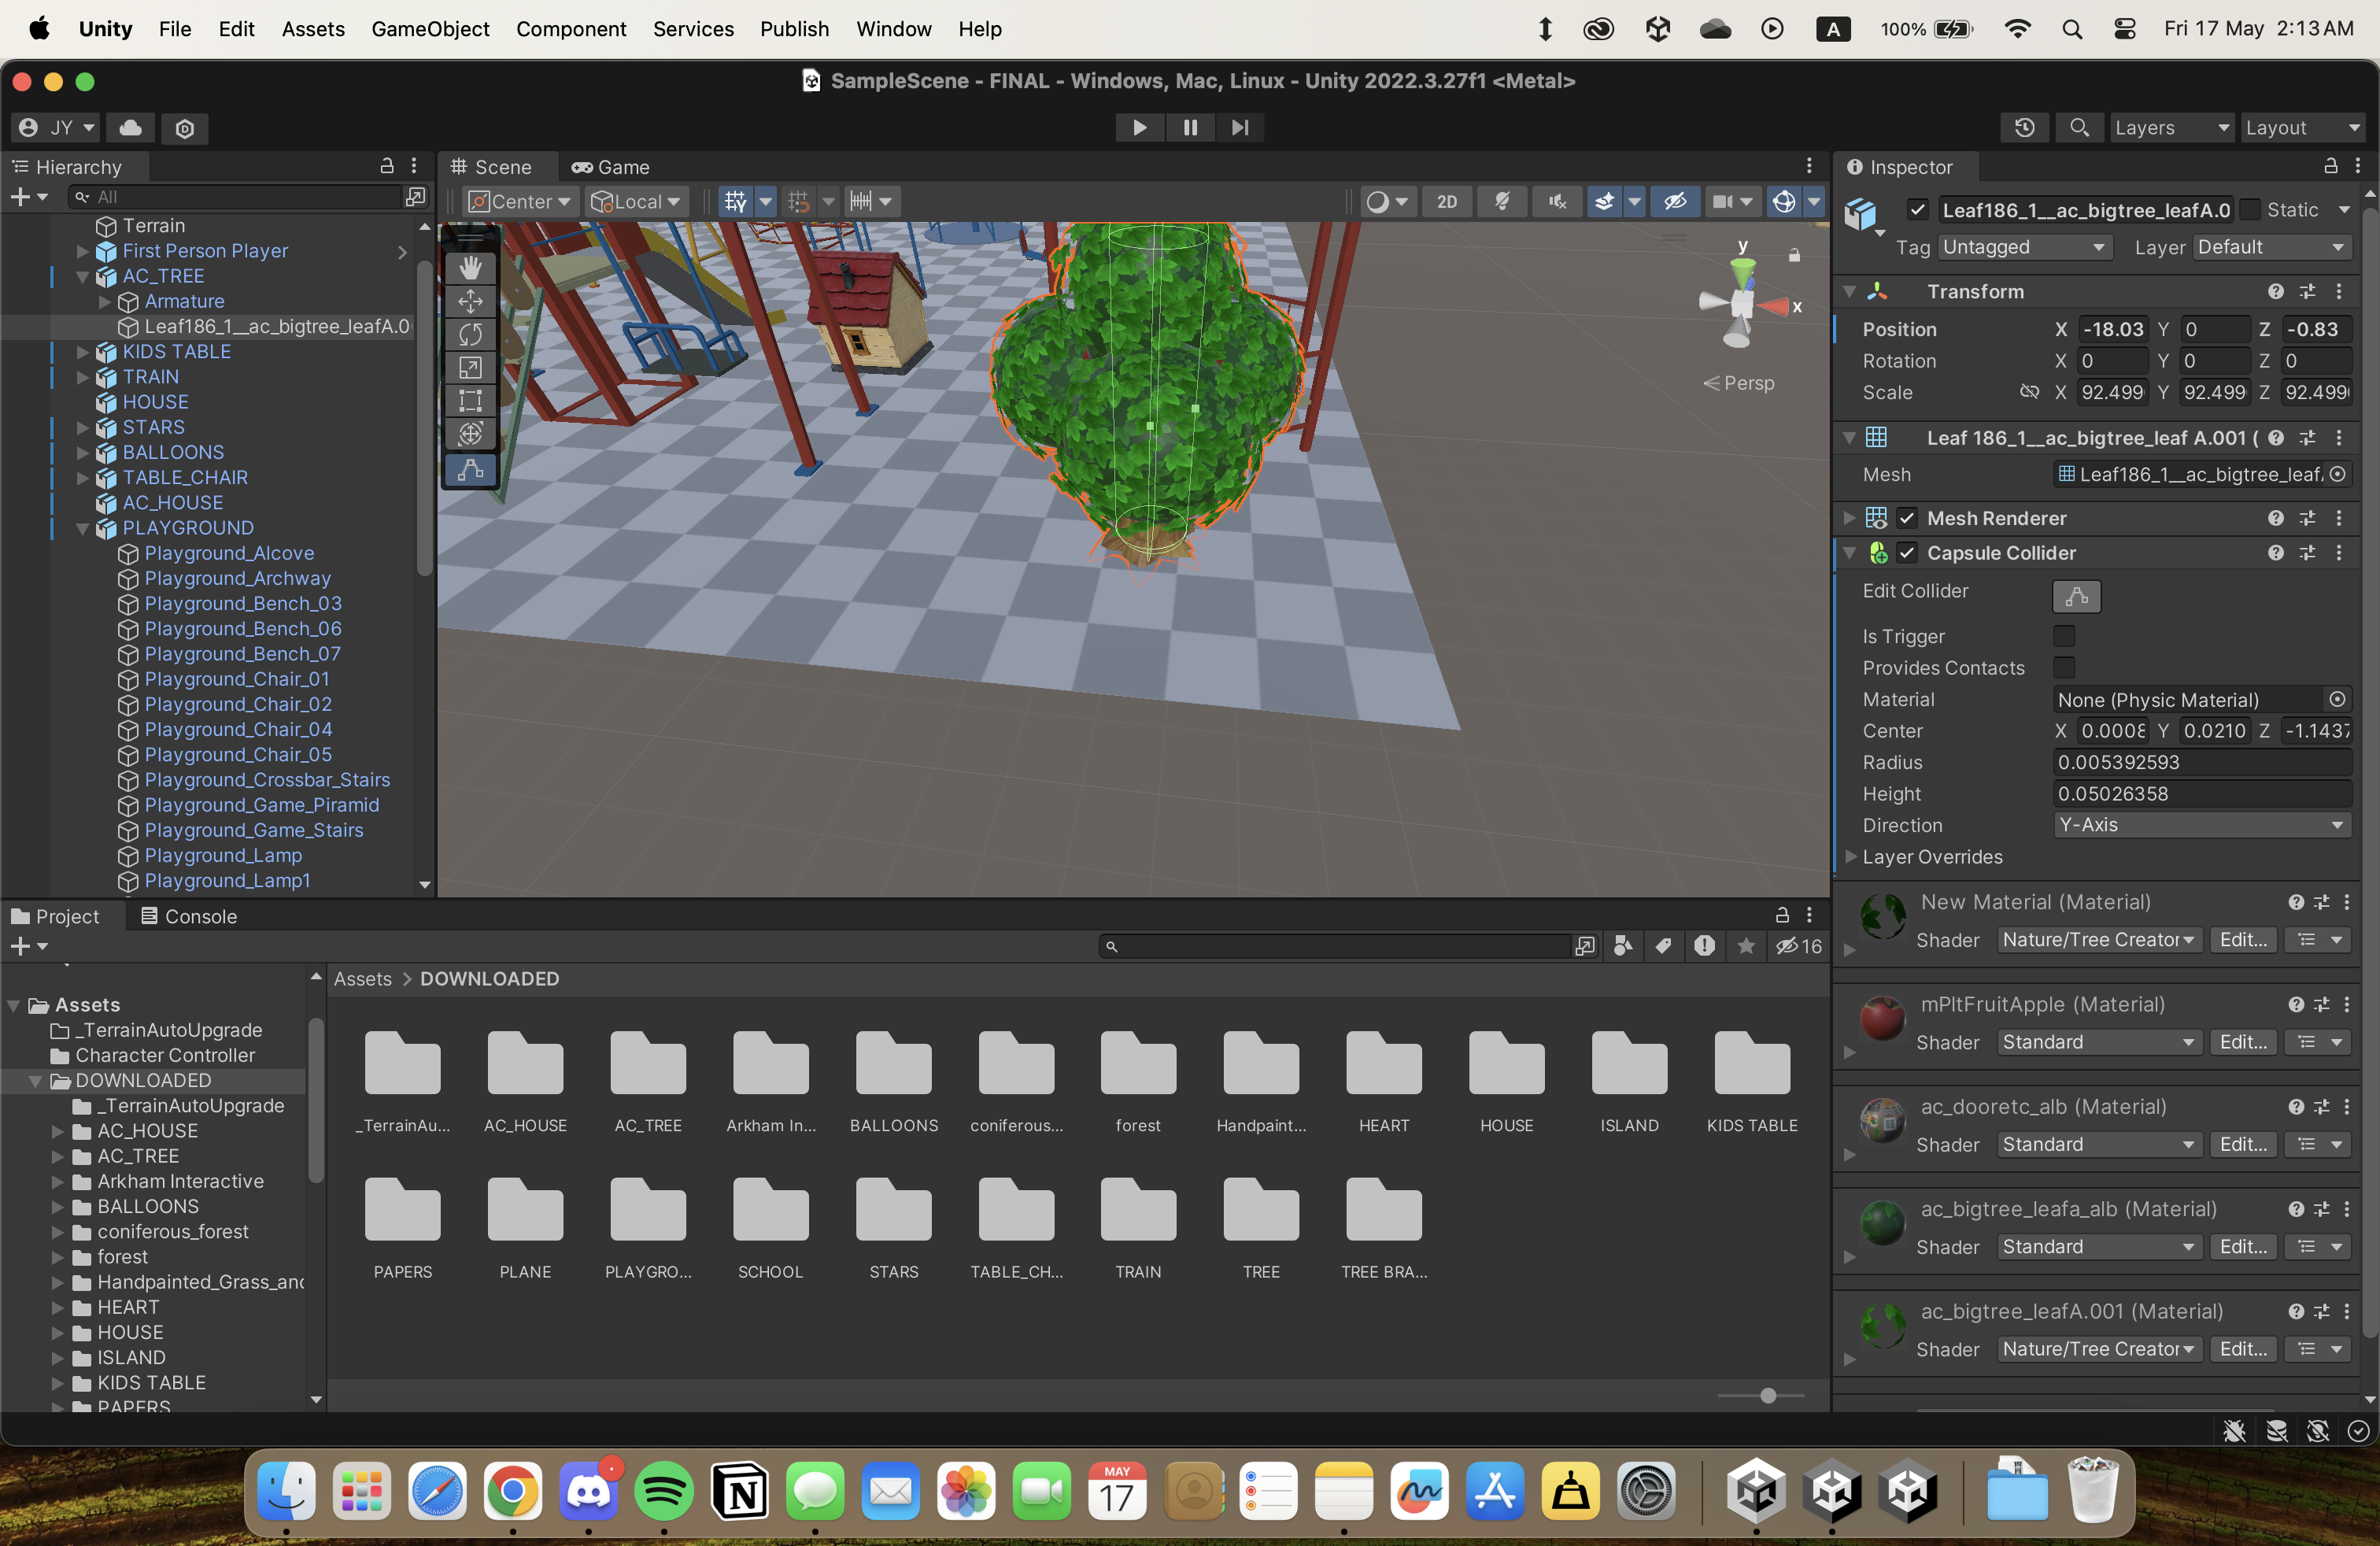 Unity File Edit Assets GameObject Component Services Publish Window Help
A 100% Fri 17 May 2:13 AM
SampleScene - FINAL - Windows, Mac, Linux - Unity 2022.3.27f1 <Metal>
JY
Layers Layout
Hierarchy
All
Terrain
First Person Player
AC_TREE
Armature
Leaf186_1__ac_bigtree_leafA.0
KIDS TABLE
TRAIN
HOUSE
STARS
BALLOONS
TABLE_CHAIR
AC_HOUSE
PLAYGROUND
Playground_Alcove
Playground_Archway
Playground_Bench_03
Playground_Bench_06
Playground_Bench_07
Playground_Chair_01
Playground_Chair_02
Playground_Chair_04
Playground_Chair_05
Playground_Crossbar_Stairs
Playground_Game_Piramid
Playground_Game_Stairs
Playground_Lamp
Playground_Lamp1
Scene Game
Center Local 2D
y
x
Persp
Inspector
Leaf186_1__ac_bigtree_leafA.0 Static
Tag Untagged Layer Default
Transform
Position X -18.03 Y 0 Z -0.83
Rotation X 0 Y 0 Z 0
Scale X 92.499 Y 92.499 Z 92.499
Leaf 186_1__ac_bigtree_leaf A.001 (
Mesh Leaf186_1__ac_bigtree_leaf
Mesh Renderer
Capsule Collider
Edit Collider
Is Trigger
Provides Contacts
Material None (Physic Material)
Center X 0.0008 Y 0.0210 Z -1.1437
Radius 0.005392593
Height 0.05026358
Direction Y-Axis
Layer Overrides
New Material (Material)
Shader Nature/Tree Creator Edit...
mPltFruitApple (Material)
Shader Standard Edit...
ac_dooretc_alb (Material)
Shader Standard Edit...
ac_bigtree_leafa_alb (Material)
Shader Standard Edit...
ac_bigtree_leafA.001 (Material)
Shader Nature/Tree Creator Edit...
Project Console
16
Assets
_TerrainAutoUpgrade
Character Controller
DOWNLOADED
_TerrainAutoUpgrade
AC_HOUSE
AC_TREE
Arkham Interactive
BALLOONS
coniferous_forest
forest
Handpainted_Grass_and
HEART
HOUSE
ISLAND
KIDS TABLE
PAPERS
Assets > DOWNLOADED
_TerrainAu... AC_HOUSE AC_TREE Arkham In... BALLOONS coniferous... forest Handpaint... HEART HOUSE ISLAND KIDS TABLE
PAPERS PLANE PLAYGRO... SCHOOL STARS TABLE_CH... TRAIN TREE TREE BRA...
MAY
17